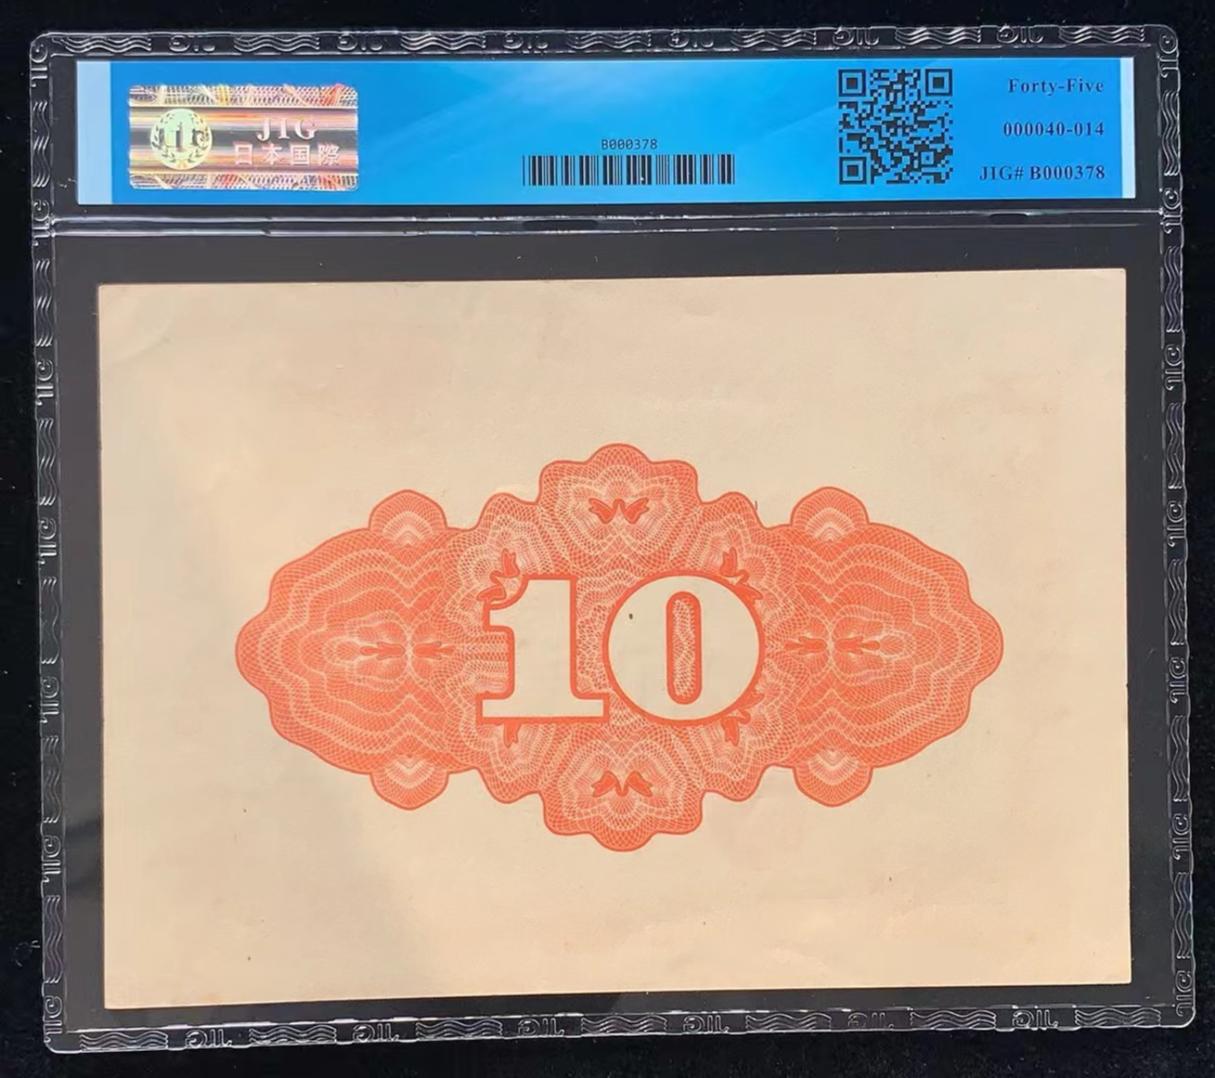 JIG
日本国際
B000378
Forty-Five
000040-014
JIG# B000378
10